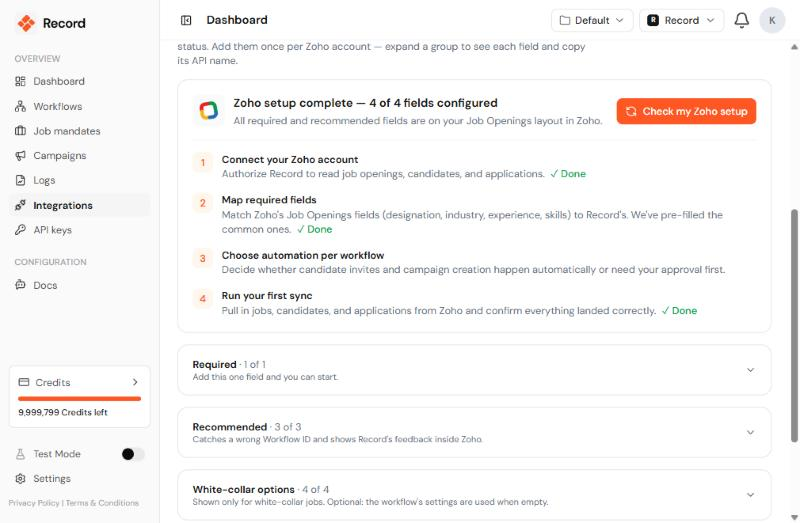 Record
Dashboard
Default
Record
K
OVERVIEW
Dashboard
Workflows
Job mandates
Campaigns
Logs
Integrations
API keys
CONFIGURATION
Docs
Credits
9,999,799 Credits left
Test Mode
Settings
Privacy Policy | Terms & Conditions
status. Add them once per Zoho account — expand a group to see each field and copy
its API name.
Zoho setup complete — 4 of 4 fields configured
All required and recommended fields are on your Job Openings layout in Zoho.
Check my Zoho setup
1
Connect your Zoho account
Authorize Record to read job openings, candidates, and applications. ✓ Done
2
Map required fields
Match Zoho's Job Openings fields (designation, industry, experience, skills) to Record's. We've pre-filled the
common ones. ✓ Done
3
Choose automation per workflow
Decide whether candidate invites and campaign creation happen automatically or need your approval first.
4
Run your first sync
Pull in jobs, candidates, and applications from Zoho and confirm everything landed correctly. ✓ Done
Required · 1 of 1
Add this one field and you can start.
Recommended · 3 of 3
Catches a wrong Workflow ID and shows Record's feedback inside Zoho.
White-collar options · 4 of 4
Shown only for white-collar jobs. Optional: the workflow's settings are used when empty.